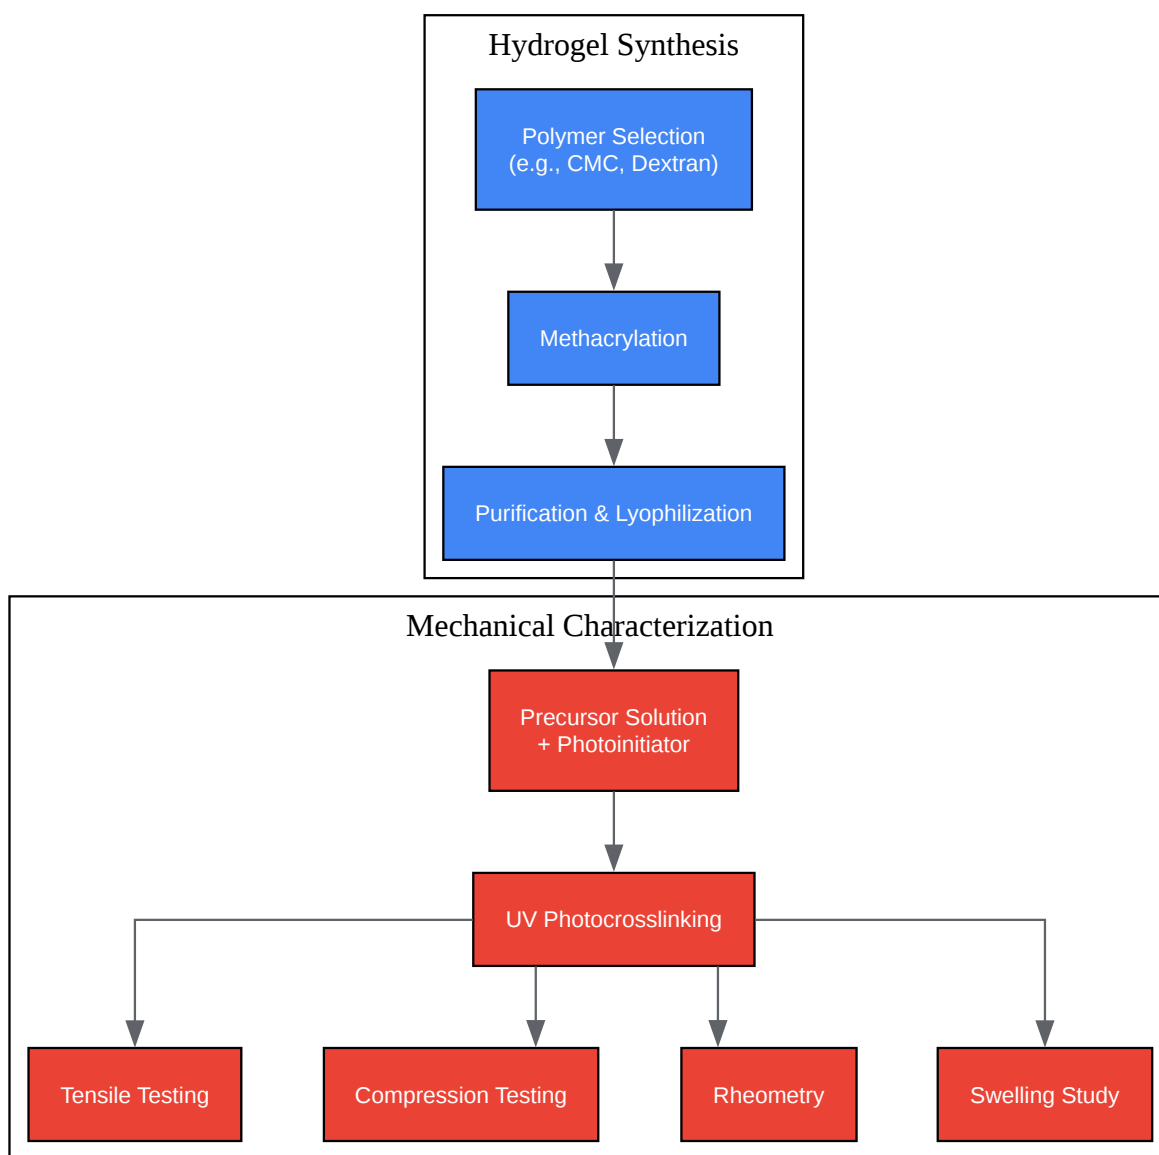 Hydrogel Synthesis
Polymer Selection
(e.g., CMC, Dextran)
Methacrylation
Purification & Lyophilization
Mechanical Characterization
Precursor Solution
+ Photoinitiator
UV Photocrosslinking
Tensile Testing
Compression Testing
Rheometry
Swelling Study